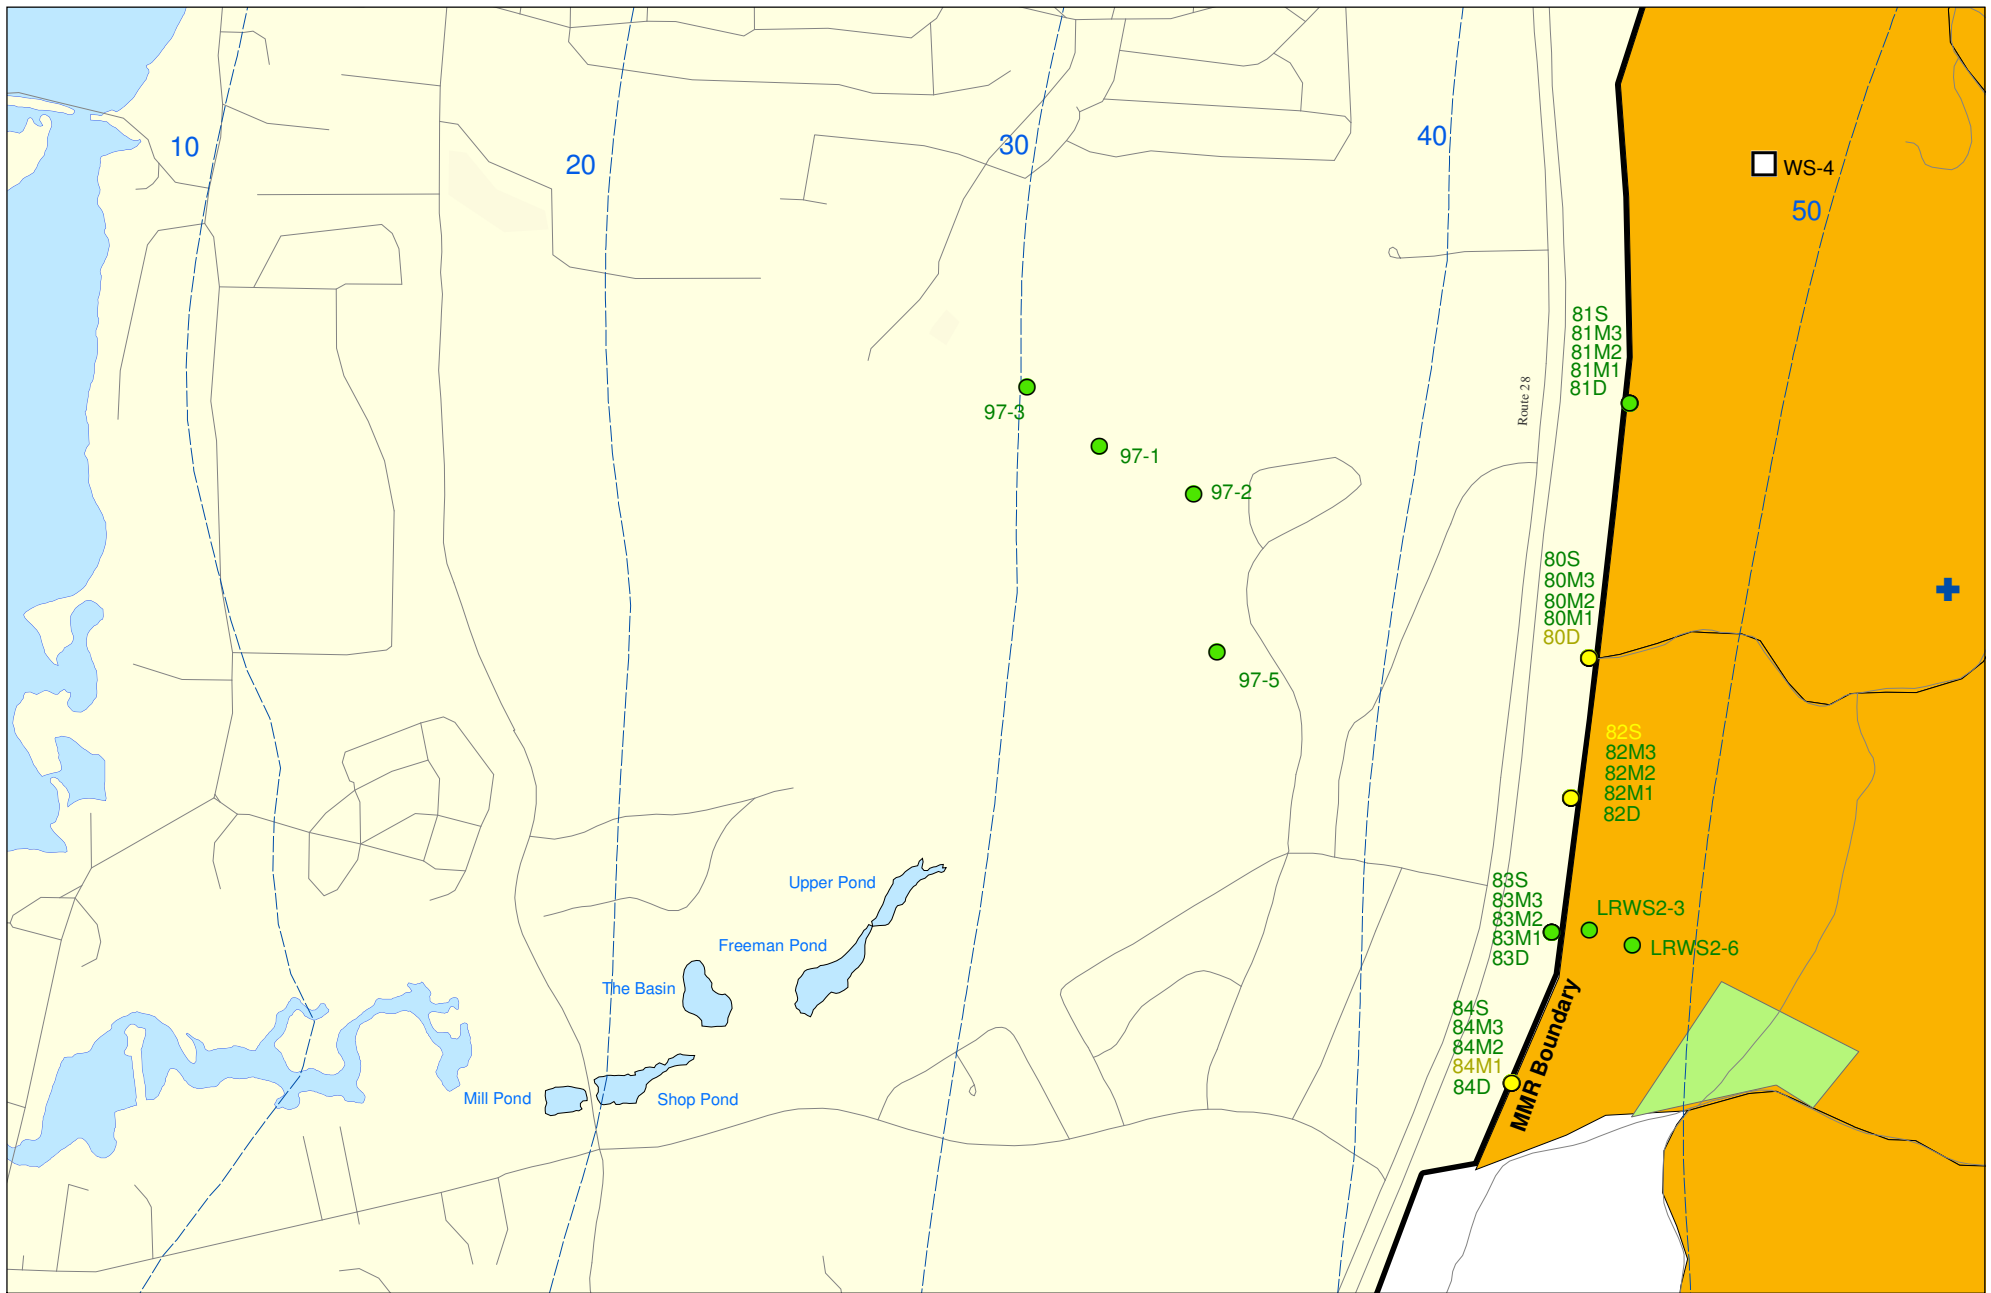 10
20
30
40
WS-4
50
81S
81M3
81M2
81M1
81D
Route 28
97-3
97-1
97-2
80S
80M3
80M2
80M1
80D
97-5
82S
82M3
82M2
82M1
82D
Upper Pond
83S
83M3
83M2
83M1
83D
LRWS2-3
LRWS2-6
Freeman Pond
The Basin
84S
84M3
84M2
84M1
84D
MMR Boundary
Mill Pond
Shop Pond